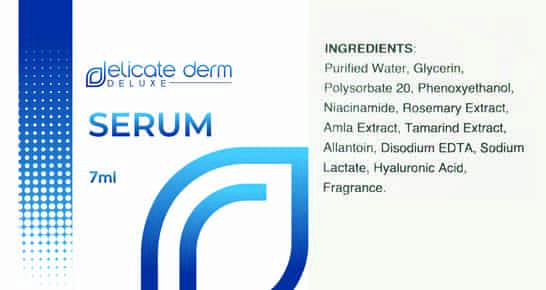 delicate derm
DELUXE
SERUM
7ml
INGREDIENTS:
Purified Water, Glycerin,
Polysorbate 20, Phenoxyethanol,
Niacinamide, Rosemary Extract,
Amla Extract, Tamarind Extract,
Allantoin, Disodium EDTA, Sodium
Lactate, Hyaluronic Acid,
Fragrance.